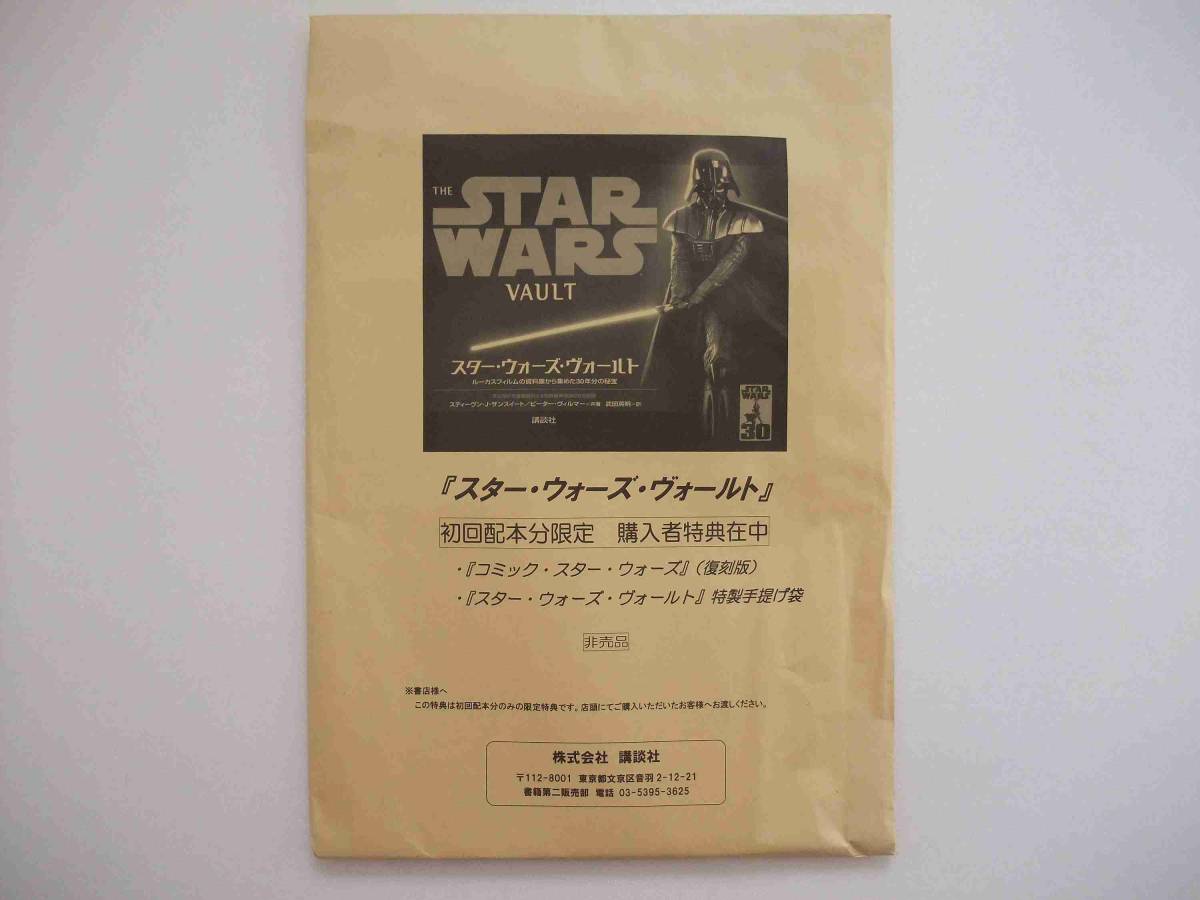 THE
STAR
WARS
VAULT
スター・ウォーズ・ヴォールト
ルーカスフィルムの資料庫から集めた30年分の秘宝
スティーヴン・J・サンスイート/ピーター・ヴィルマー=共著 武田英明=訳
講談社
STAR
WARS
30
『スター・ウォーズ・ヴォールト』
初回配本分限定 購入者特典在中
・『コミック・スター・ウォーズ』(復刻版)
・『スター・ウォーズ・ヴォールト』特製手提げ袋
非売品
※書店様へ
この特典は初回配本分のみの限定特典です。店頭にてご購入いただいたお客様へお渡しください。
株式会社 講談社
〒112-8001 東京都文京区音羽 2-12-21
書籍第二販売部 電話 03-5395-3625